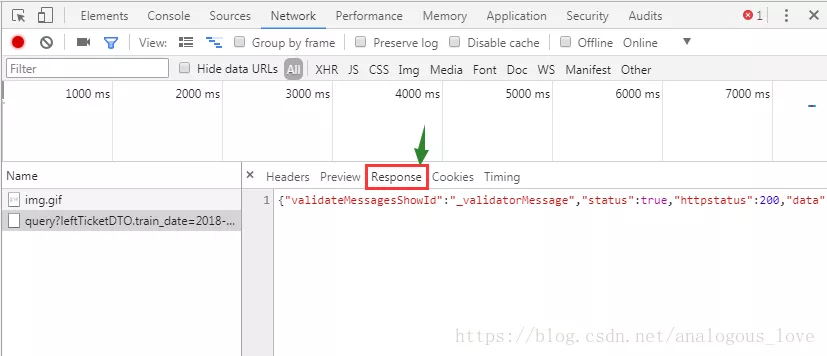 Elements Console Sources Network Performance Memory Application Security Audits 1
View: Group by frame Preserve log Disable cache Offline Online
Filter Hide data URLs All XHR JS CSS Img Media Font Doc WS Manifest Other
1000 ms 2000 ms 3000 ms 4000 ms 5000 ms 6000 ms 7000 ms
Name Headers Preview Response Cookies Timing
img.gif
1 {"validateMessagesShowId":"_validatorMessage","status":true,"httpstatus":200,"data"
query?leftTicketDTO.train_date=2018-...
https://blog.csdn.net/analogous_love